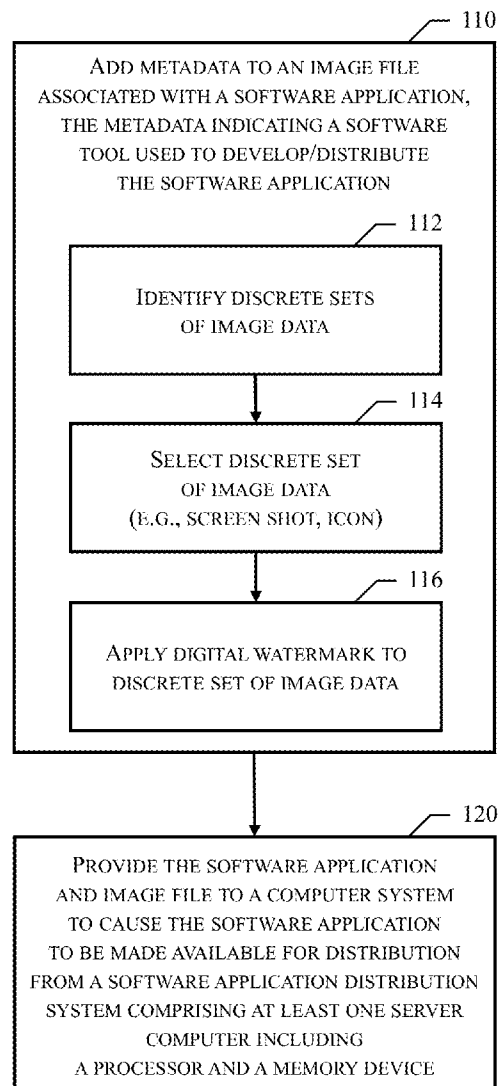 110
ADD METADATA TO AN IMAGE FILE
ASSOCIATED WITH A SOFTWARE APPLICATION,
THE METADATA INDICATING A SOFTWARE
TOOL USED TO DEVELOP/DISTRIBUTE
THE SOFTWARE APPLICATION
112
IDENTIFY DISCRETE SETS
OF IMAGE DATA
114
SELECT DISCRETE SET
OF IMAGE DATA
(E.G., SCREEN SHOT, ICON)
116
APPLY DIGITAL WATERMARK TO
DISCRETE SET OF IMAGE DATA
120
PROVIDE THE SOFTWARE APPLICATION
AND IMAGE FILE TO A COMPUTER SYSTEM
TO CAUSE THE SOFTWARE APPLICATION
TO BE MADE AVAILABLE FOR DISTRIBUTION
FROM A SOFTWARE APPLICATION DISTRIBUTION
SYSTEM COMPRISING AT LEAST ONE SERVER
COMPUTER INCLUDING
A PROCESSOR AND A MEMORY DEVICE